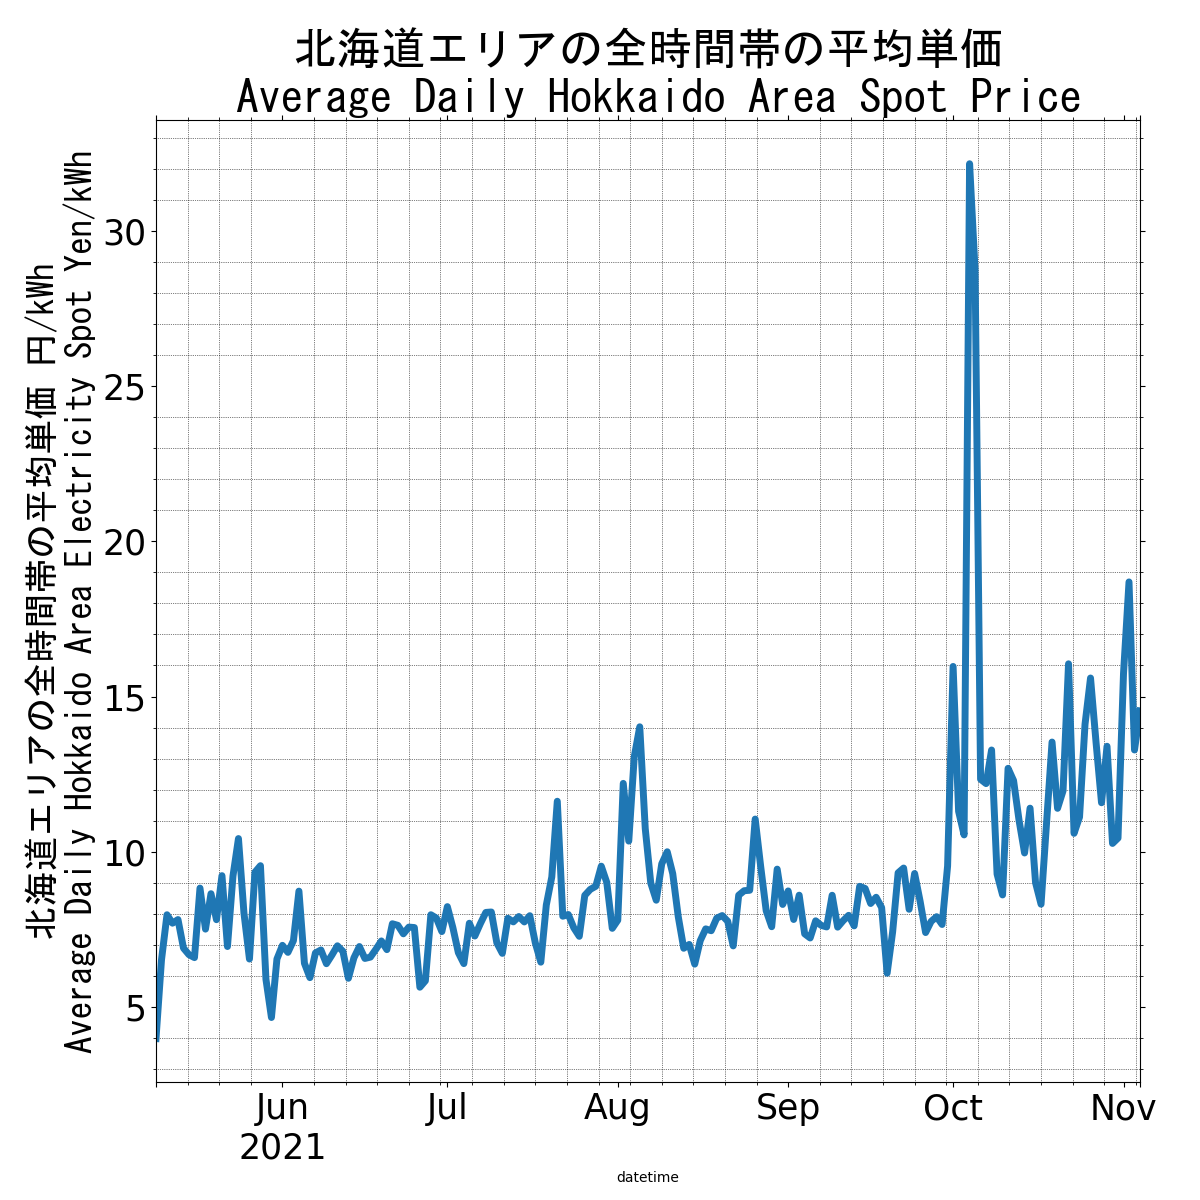 北海道エリアの全時間帯の平均単価
Average Daily Hokkaido Area Spot Price
北海道エリアの全時間帯の平均単価 円/kWh
Average Daily Hokkaido Area Electricity Spot Yen/kWh
30
25
20
15
10
5
Jun
2021
Jul
Aug
Sep
Oct
Nov
datetime